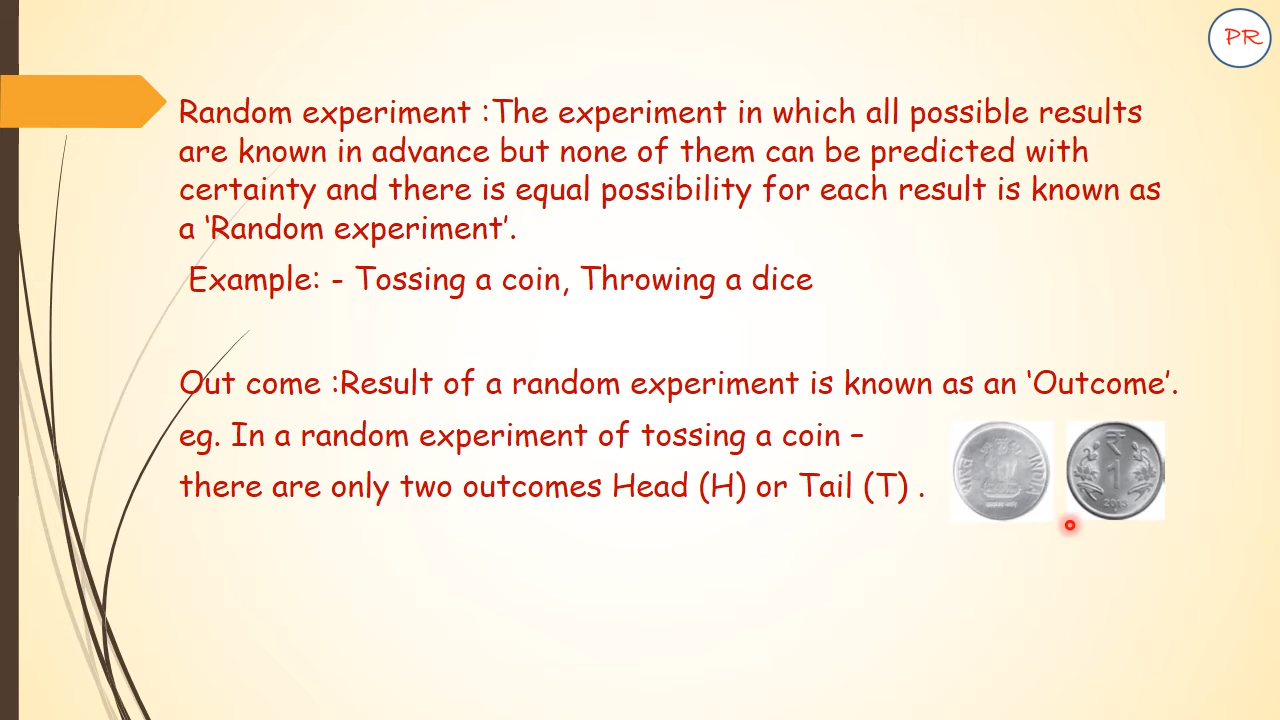 PR
Random experiment :The experiment in which all possible results
are known in advance but none of them can be predicted with
certainty and there is equal possibility for each result is known as
a ‘Random experiment’.
Example: - Tossing a coin, Throwing a dice
Out come :Result of a random experiment is known as an ‘Outcome’.
eg. In a random experiment of tossing a coin –
there are only two outcomes Head (H) or Tail (T) .
भारत INDIA
₹
1